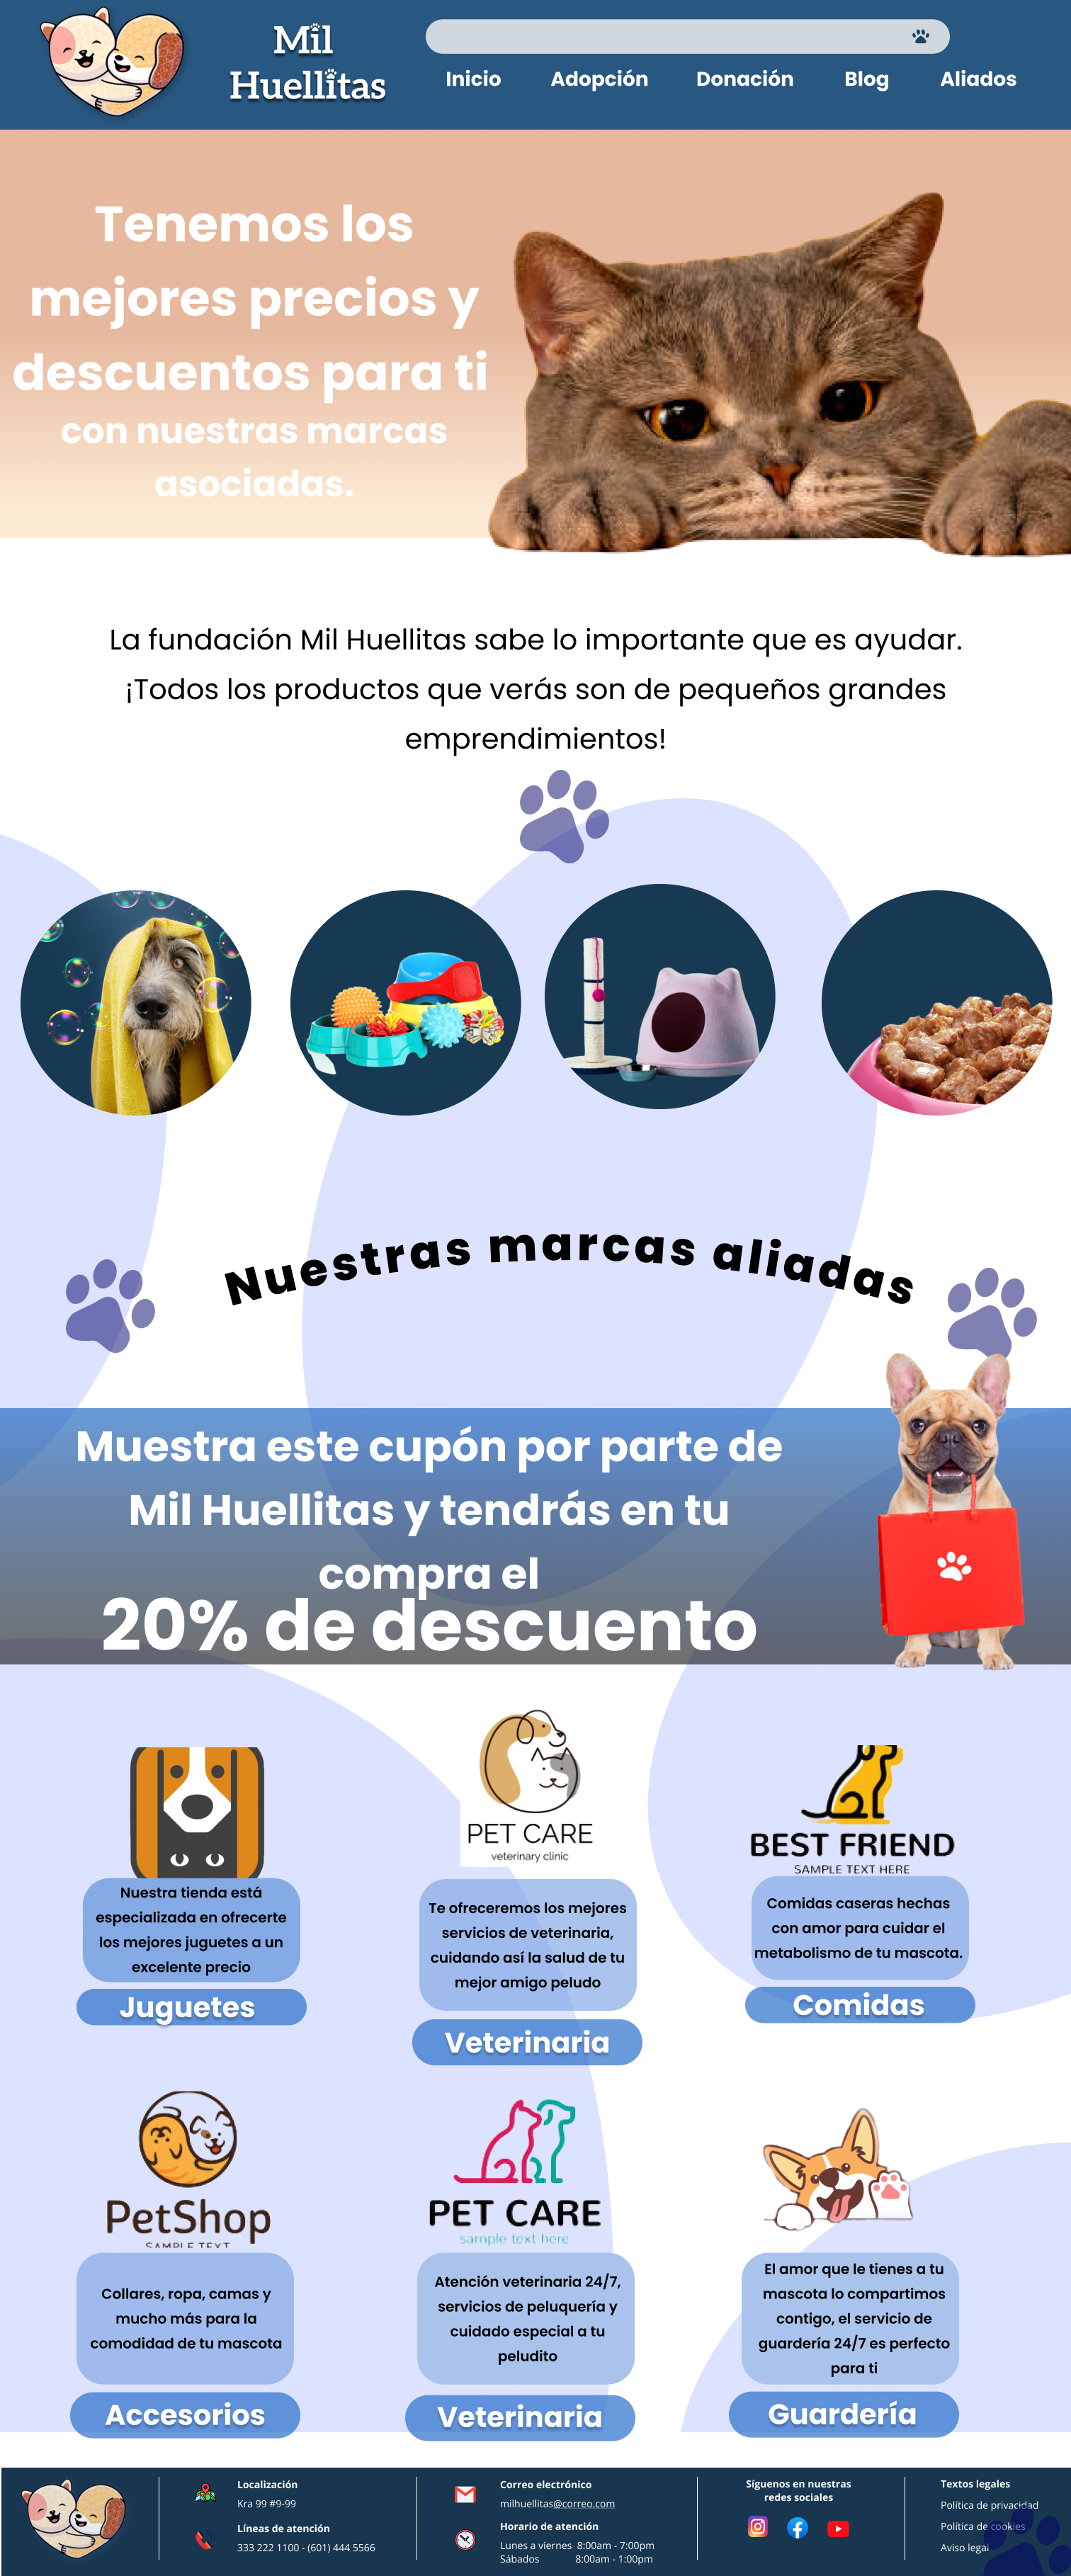 Mil
Huellitas
Inicio Adopción Donación Blog Aliados
Tenemos los
mejores precios y
descuentos para ti
con nuestras marcas
asociadas.
La fundación Mil Huellitas sabe lo importante que es ayudar.
¡Todos los productos que verás son de pequeños grandes
emprendimientos!
Nuestras marcas aliadas
Muestra este cupón por parte de
Mil Huellitas y tendrás en tu
compra el
20% de descuento
Nuestra tienda está
especializada en ofrecerte
los mejores juguetes a un
excelente precio
Juguetes
PET CARE
veterinary clinic
Te ofreceremos los mejores
servicios de veterinaria,
cuidando así la salud de tu
mejor amigo peludo
Veterinaria
BEST FRIEND
SAMPLE TEXT HERE
Comidas caseras hechas
con amor para cuidar el
metabolismo de tu mascota.
Comidas
PetShop
SAMPLE TEXT
Collares, ropa, camas y
mucho más para la
comodidad de tu mascota
Accesorios
PET CARE
sample text here
Atención veterinaria 24/7,
servicios de peluquería y
cuidado especial a tu
peludito
Veterinaria
El amor que le tienes a tu
mascota lo compartimos
contigo, el servicio de
guardería 24/7 es perfecto
para ti
Guardería
Localización
Kra 99 #9-99
Líneas de atención
333 222 1100 - (601) 444 5566
Correo electrónico
milhuellitas@correo.com
Horario de atención
Lunes a viernes 8:00am - 7:00pm
Sábados 8:00am - 1:00pm
Síguenos en nuestras
redes sociales
Textos legales
Política de privacidad
Política de cookies
Aviso legal